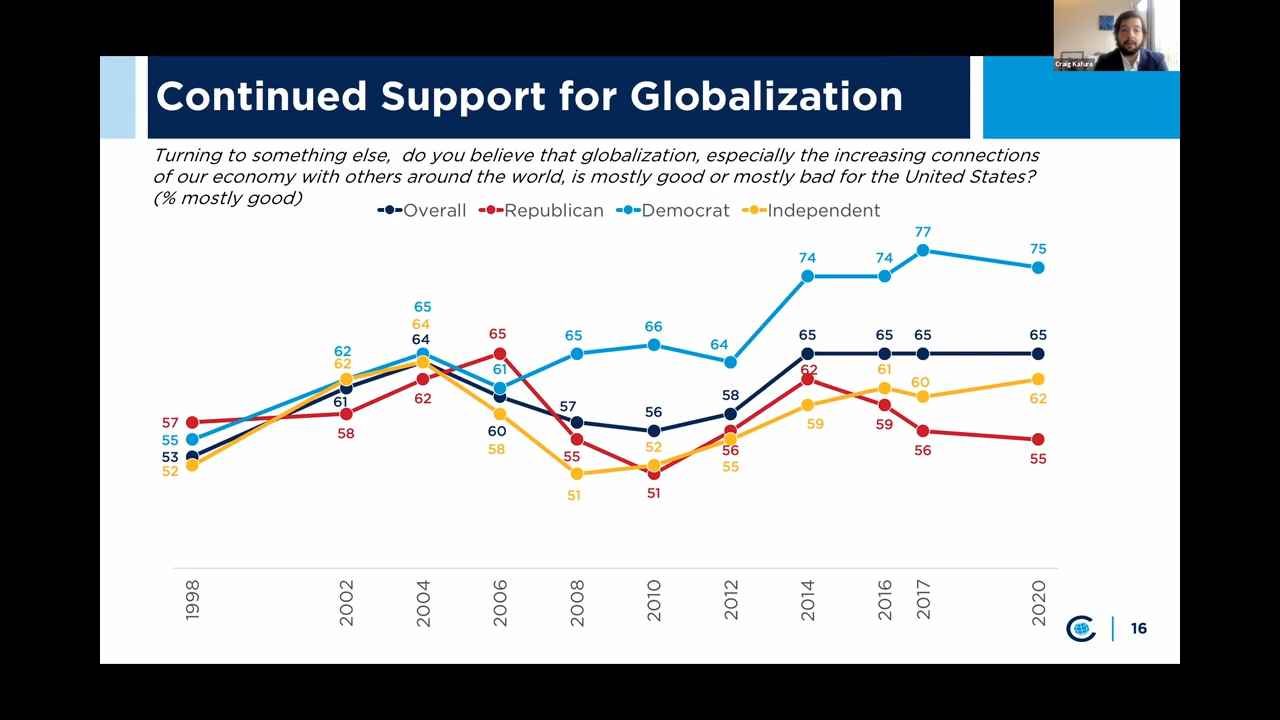 Craig Kafura
Continued Support for Globalization
Turning to something else, do you believe that globalization, especially the increasing connections
of our economy with others around the world, is mostly good or mostly bad for the United States?
(% mostly good)
Overall Republican Democrat Independent
77
74 74 75
65 65 65 65
65 64 64
65 61
65 66 64
62 62
62 61 60 62
57 55 53 52
61 58
62
60 58
57 56 58
55 51
52 51
56 55
59 59 56 55
1998 2002 2004 2006 2008 2010 2012 2014 2016 2017 2020
16